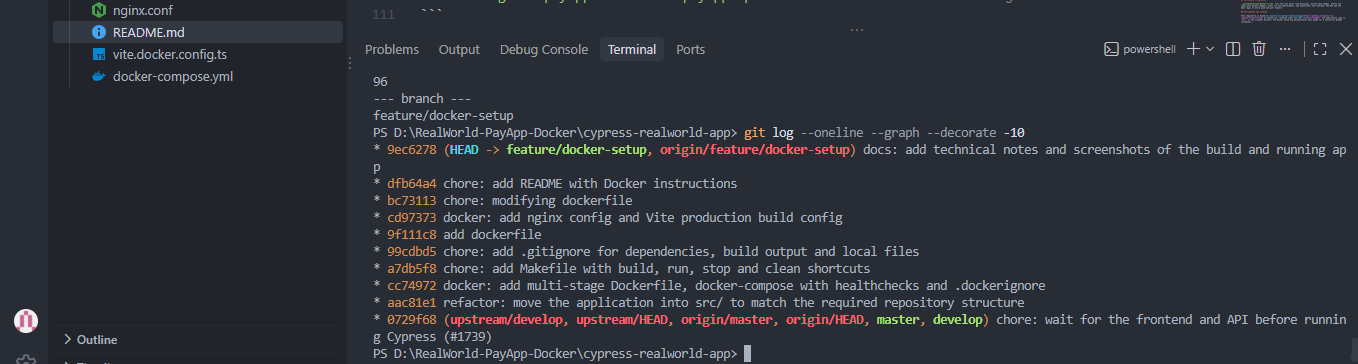 nginx.conf
README.md
vite.docker.config.ts
docker-compose.yml
Outline
111 ```
Problems Output Debug Console Terminal Ports
powershell
96
--- branch ---
feature/docker-setup
PS D:\RealWorld-PayApp-Docker\cypress-realworld-app> git log --oneline --graph --decorate -10
* 9ec6278 (HEAD -> feature/docker-setup, origin/feature/docker-setup) docs: add technical notes and screenshots of the build and running ap
p
* dfb64a4 chore: add README with Docker instructions
* bc73113 chore: modifying dockerfile
* cd97373 docker: add nginx config and Vite production build config
* 9f111c8 add dockerfile
* 99cdbd5 chore: add .gitignore for dependencies, build output and local files
* a7db5f8 chore: add Makefile with build, run, stop and clean shortcuts
* cc74972 docker: add multi-stage Dockerfile, docker-compose with healthchecks and .dockerignore
* aac81e1 refactor: move the application into src/ to match the required repository structure
* 0729f68 (upstream/develop, upstream/HEAD, origin/master, origin/HEAD, master, develop) chore: wait for the frontend and API before runnin
g Cypress (#1739)
PS D:\RealWorld-PayApp-Docker\cypress-realworld-app>